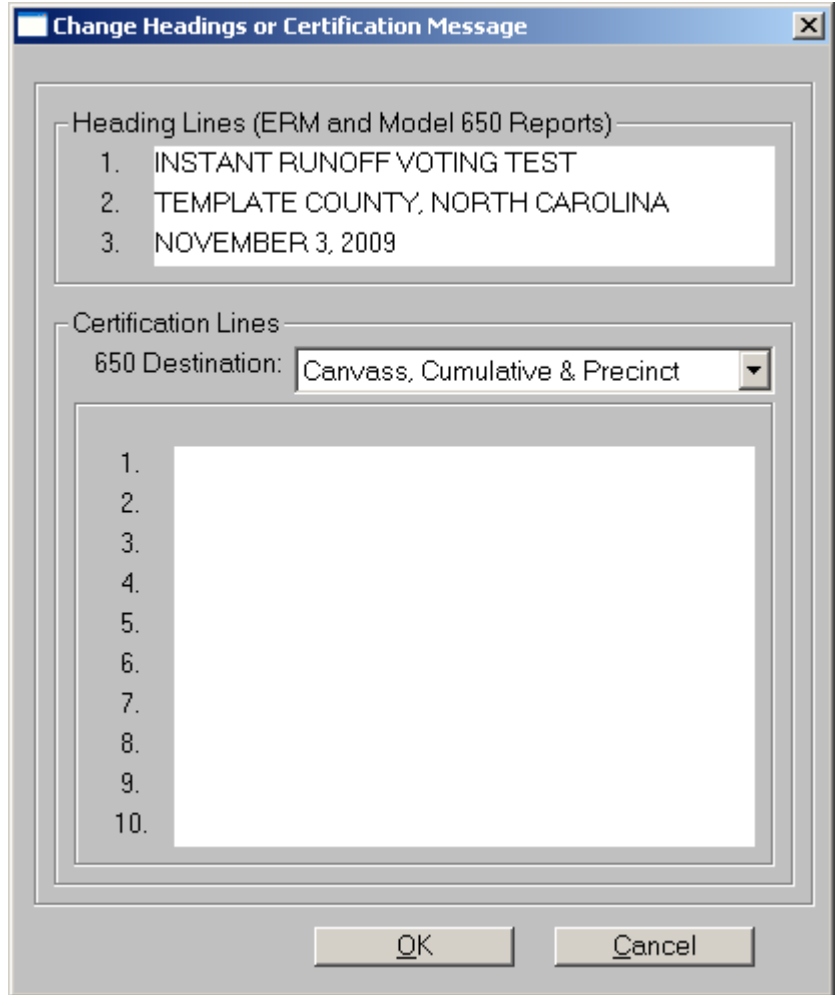 Change Headings or Certification Message
Heading Lines (ERM and Model 650 Reports)
1. INSTANT RUNOFF VOTING TEST
2. TEMPLATE COUNTY, NORTH CAROLINA
3. NOVEMBER 3, 2009
Certification Lines
650 Destination: Canvass, Cumulative & Precinct
1.
2.
3.
4.
5.
6.
7.
8.
9.
10.
OK Cancel